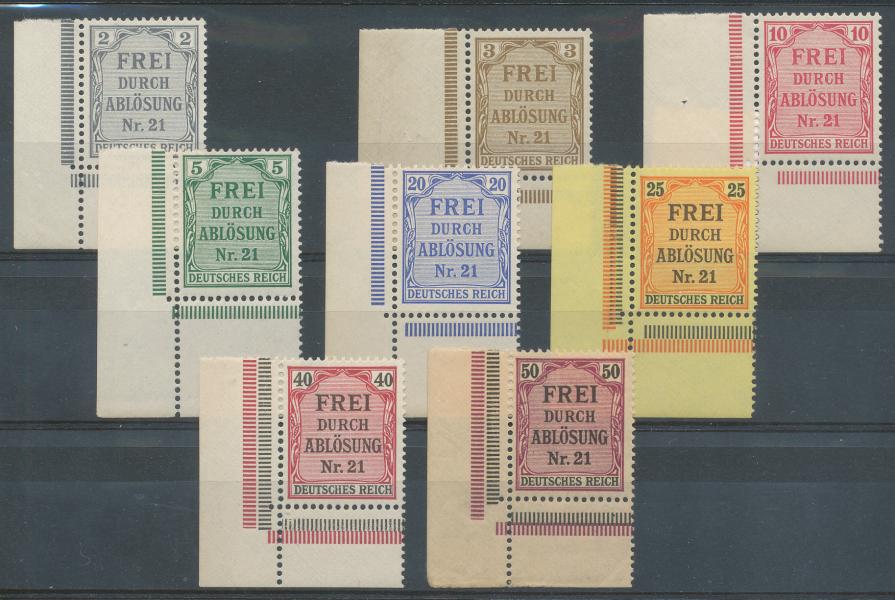 2 2
FREI
DURCH
ABLÖSUNG
Nr. 21
DEUTSCHES REICH
3 3
FREI
DURCH
ABLÖSUNG
Nr. 21
DEUTSCHES REICH
10 10
FREI
DURCH
ABLÖSUNG
Nr. 21
DEUTSCHES REICH
5 5
FREI
DURCH
ABLÖSUNG
Nr. 21
DEUTSCHES REICH
20 20
FREI
DURCH
ABLÖSUNG
Nr. 21
DEUTSCHES REICH
25 25
FREI
DURCH
ABLÖSUNG
Nr. 21
DEUTSCHES REICH
40 40
FREI
DURCH
ABLÖSUNG
Nr. 21
DEUTSCHES REICH
50 50
FREI
DURCH
ABLÖSUNG
Nr. 21
DEUTSCHES REICH